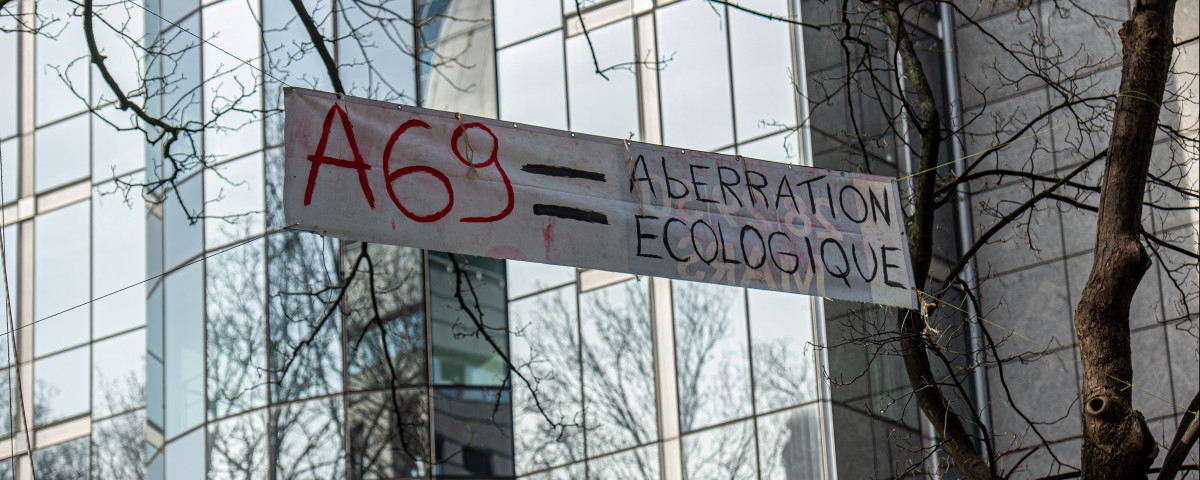 A69 = AbERRATION
ECOLOGIQUE